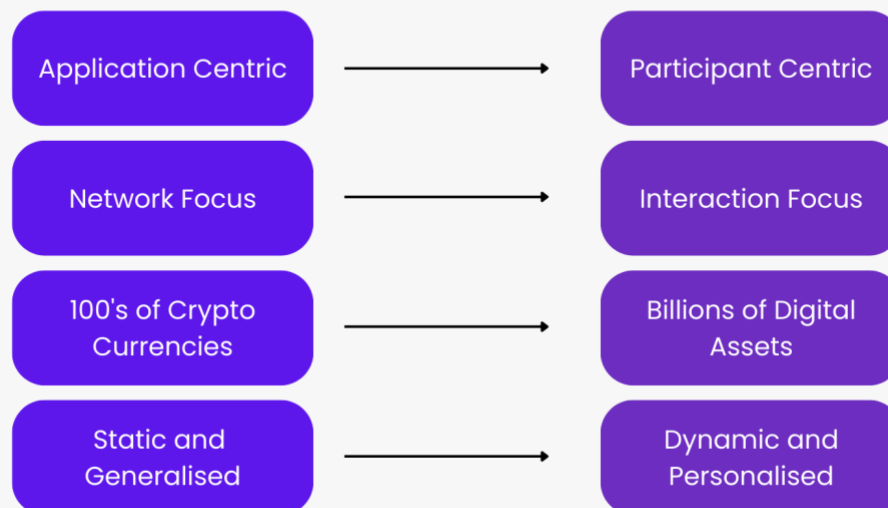 Application Centric
Participant Centric
Network Focus
Interaction Focus
100's of Crypto
Currencies
Billions of Digital
Assets
Static and
Generalised
Dynamic and
Personalised